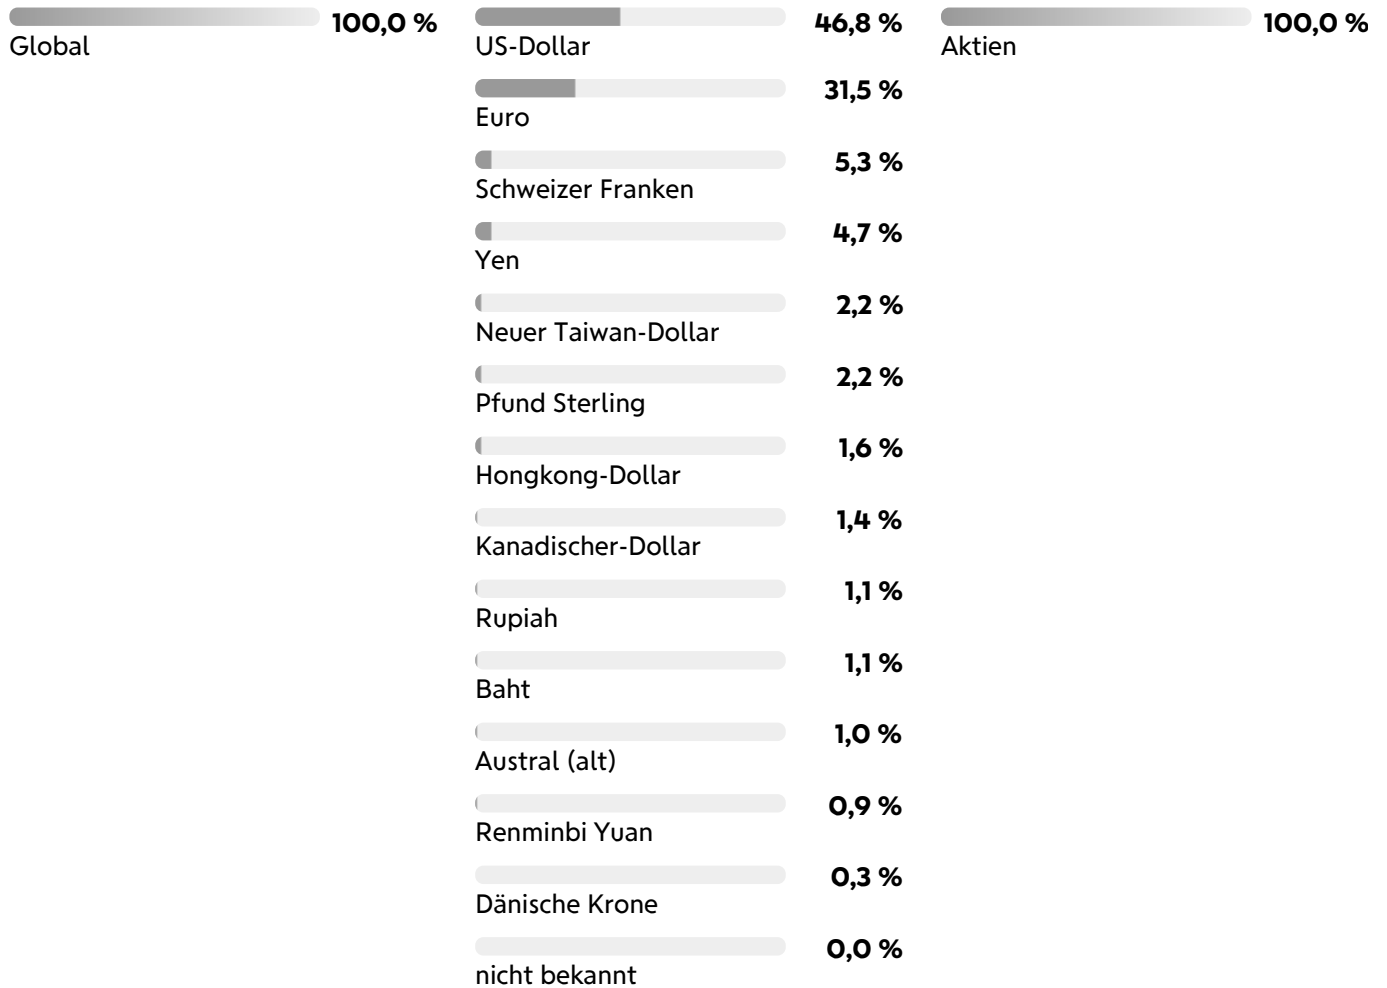 100,0 %
Global
46,8 %
US-Dollar
31,5 %
Euro
5,3 %
Schweizer Franken
4,7 %
Yen
2,2 %
Neuer Taiwan-Dollar
2,2 %
Pfund Sterling
1,6 %
Hongkong-Dollar
1,4 %
Kanadischer-Dollar
1,1 %
Rupiah
1,1 %
Baht
1,0 %
Austral (alt)
0,9 %
Renminbi Yuan
0,3 %
Dänische Krone
0,0 %
nicht bekannt
100,0 %
Aktien